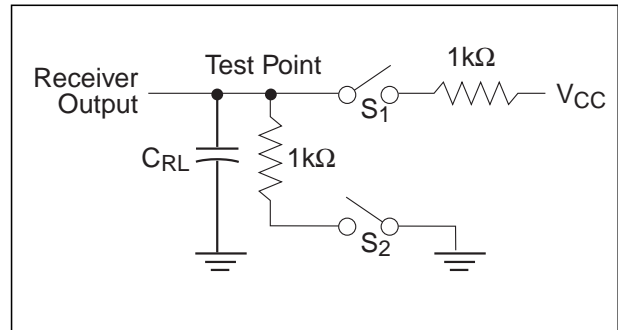 Receiver
Output
Test Point
1kΩ
S1
VCC
CRL
1kΩ
S2